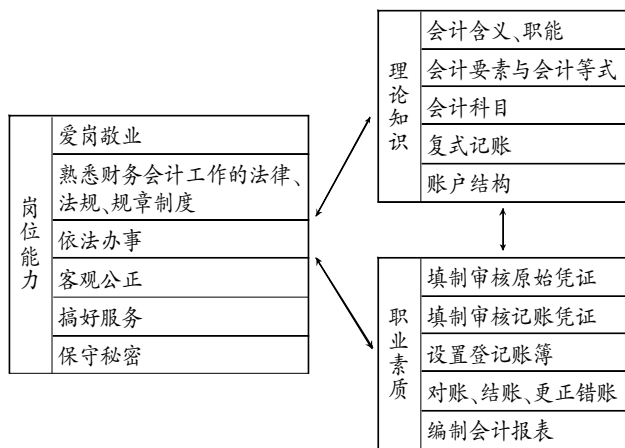 岗位能力
爱岗敬业
熟悉财务会计工作的法律、
法规、规章制度
依法办事
客观公正
搞好服务
保守秘密
理论知识
会计含义、职能
会计要素与会计等式
会计科目
复式记账
账户结构
职业素质
填制审核原始凭证
填制审核记账凭证
设置登记账簿
对账、结账、更正错账
编制会计报表